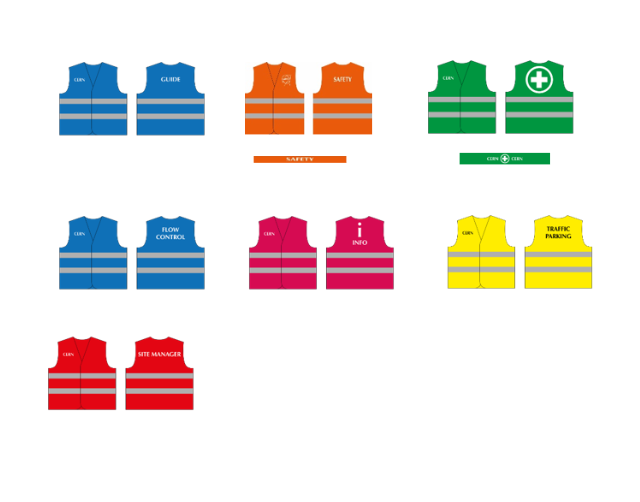 CERN
GUIDE
SAFETY
CERN
SAFETY
CERN CERN
CERN
FLOW
CONTROL
CERN
i
INFO
CERN
TRAFFIC
PARKING
CERN
SITE MANAGER